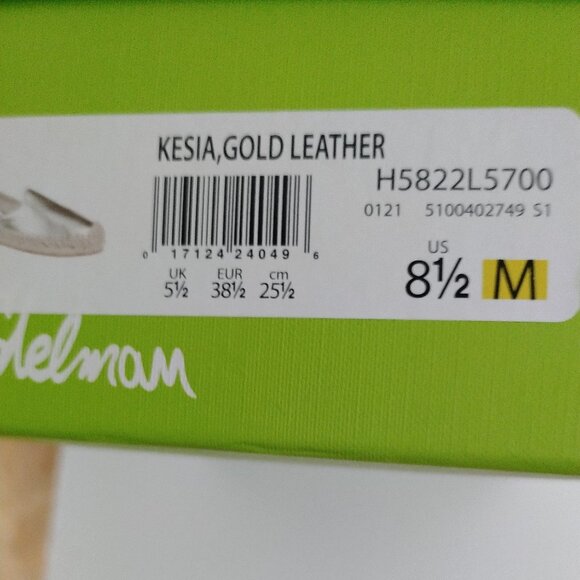 KESIA,GOLD LEATHER
H5822L5700
0121 5100402749 S1
0 17124 24049 6
UK EUR cm
5½ 38½ 25½
US
8½ M
delman